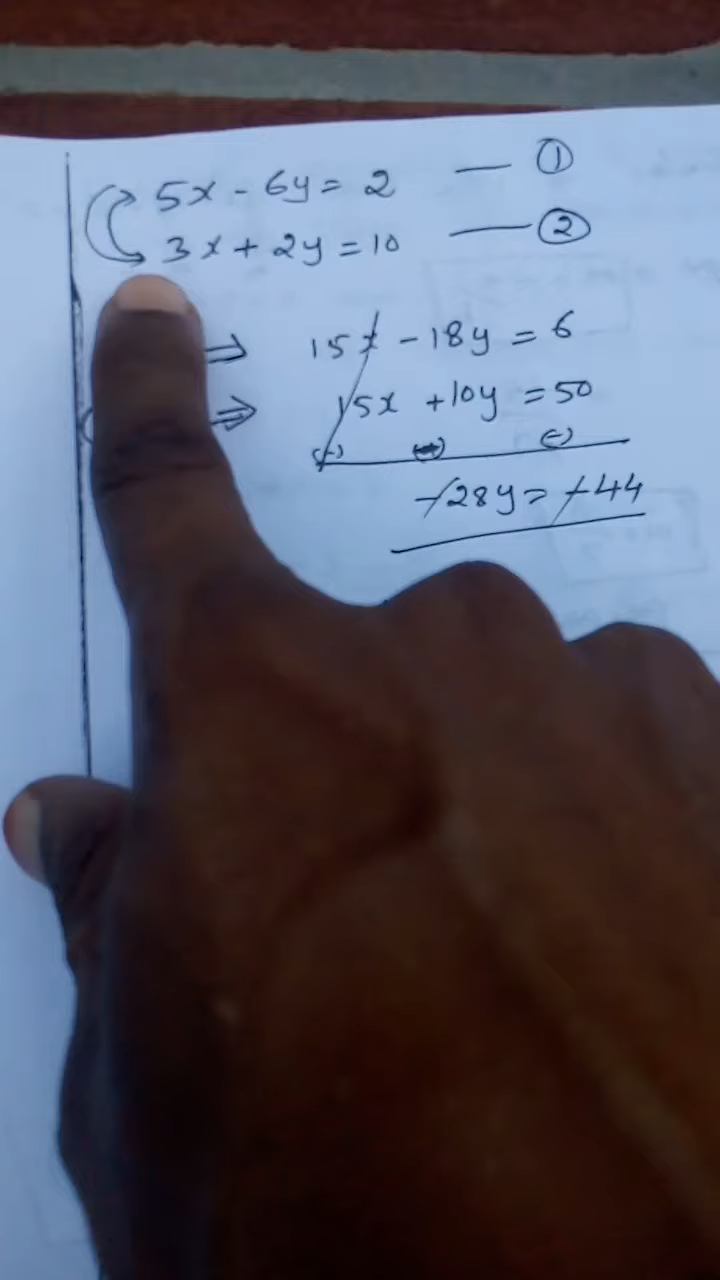 5x - 6y = 2 — ①
3x + 2y = 10 — ②
⇒ 15x - 18y = 6
⇒ 15x + 10y = 50
(-) (-) (-)
-28y = -44